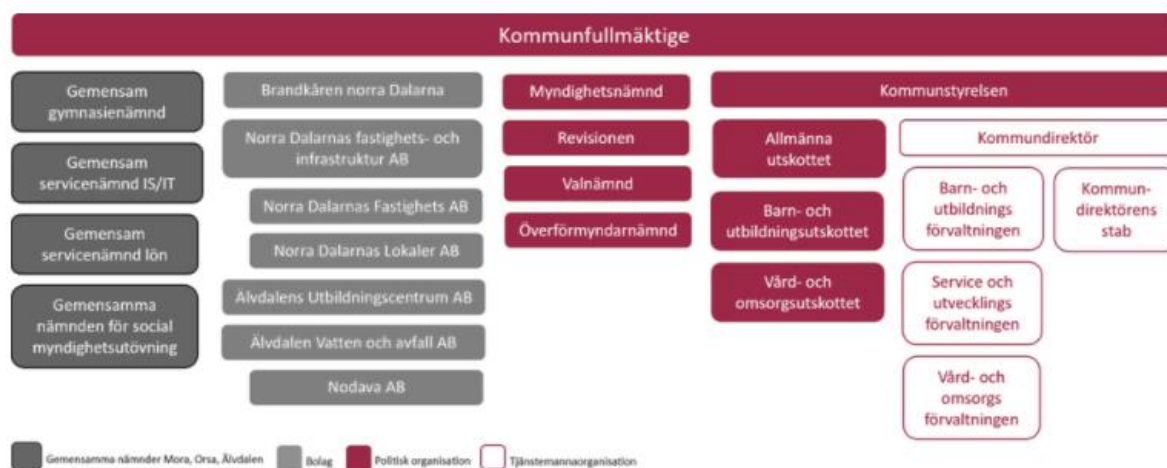 Kommunfullmäktige
Gemensam
gymnasienämnd
Gemensam
servicenämnd IS/IT
Gemensam
servicenämnd lön
Gemensamma
nämnden för social
myndighetsutövning
Brandkåren norra Dalarna
Norra Dalarnas fastighets- och
infrastruktur AB
Norra Dalarnas Fastighets AB
Norra Dalarnas Lokaler AB
Älvdalens Utbildningscentrum AB
Älvdalen Vatten och avfall AB
Nodava AB
Myndighetsnämnd
Revisionen
Valnämnd
Överförmyndarnämnd
Kommunstyrelsen
Allmänna
utskottet
Barn- och
utbildningsutskottet
Vård- och
omsorgsutskottet
Kommundirektör
Barn- och
utbildnings
förvaltningen
Kommun-
direktörens
stab
Service och
utvecklings
förvaltningen
Vård- och
omsorgs
förvaltningen
Gemensamma nämnder Mora, Orsa, Älvdalen
Bolag
Politisk organisation
Tjänstemannaorganisation